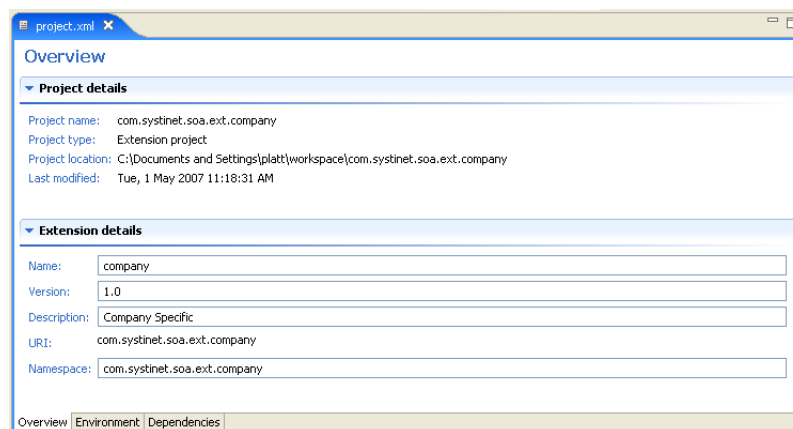 project.xml
Overview
Project details
Project name: com.systinet.soa.ext.company
Project type: Extension project
Project location: C:\Documents and Settings\platt\workspace\com.systinet.soa.ext.company
Last modified: Tue, 1 May 2007 11:18:31 AM
Extension details
Name: company
Version: 1.0
Description: Company Specific
URI: com.systinet.soa.ext.company
Namespace: com.systinet.soa.ext.company
Overview Environment Dependencies